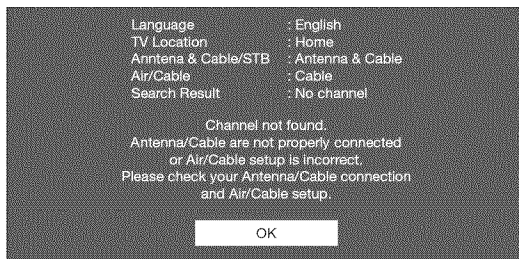 Language : English
TV Location : Home
Anntena & Cable/STB : Antenna & Cable
Air/Cable : Cable
Search Result : No channel
Channel not found.
Antenna/Cable are not properly connected
or Air/Cable setup is incorrect.
Please check your Antenna/Cable connection
and Air/Cable setup.
OK